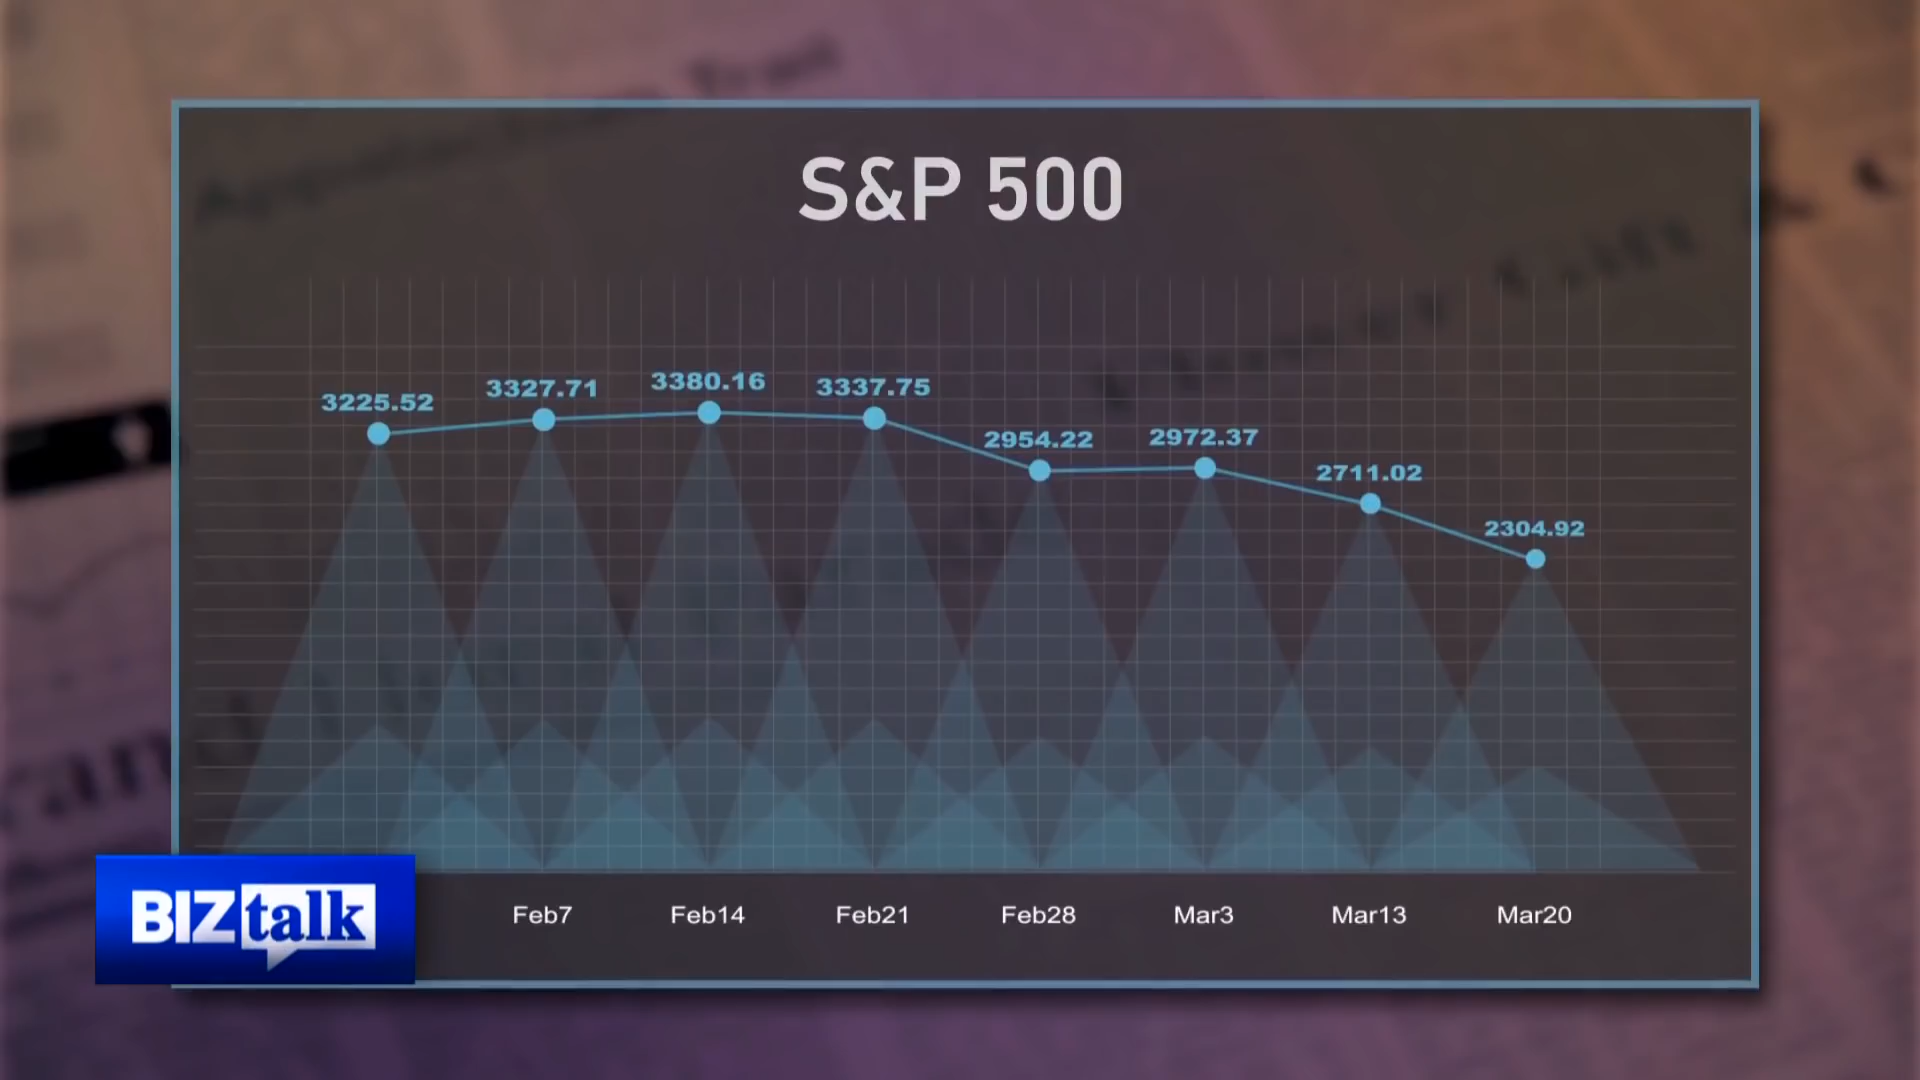 S&P 500
3225.52
3327.71
3380.16
3337.75
2954.22
2972.37
2711.02
2304.92
Feb7 Feb14 Feb21 Feb28 Mar3 Mar13 Mar20
BIZtalk